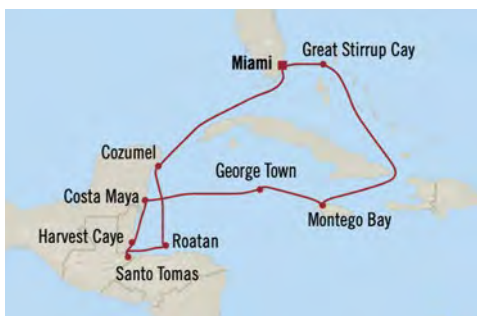 Great Stirrup Cay
Miami
Cozumel
George Town
Costa Maya
Montego Bay
Harvest Caye
Roatan
Santo Tomas